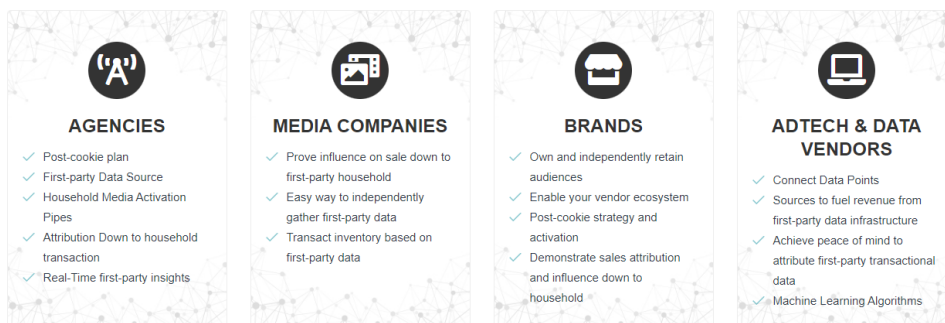 AGENCIES
Post-cookie plan
First-party Data Source
Household Media Activation
Pipes
Attribution Down to household
transaction
Real-Time first-party insights
MEDIA COMPANIES
Prove influence on sale down to
first-party household
Easy way to independently
gather first-party data
Transact inventory based on
first-party data
BRANDS
Own and independently retain
audiences
Enable your vendor ecosystem
Post-cookie strategy and
activation
Demonstrate sales attribution
and influence down to
household
ADTECH & DATA
VENDORS
Connect Data Points
Sources to fuel revenue from
first-party data infrastructure
Achieve peace of mind to
attribute first-party transactional
data
Machine Learning Algorithms